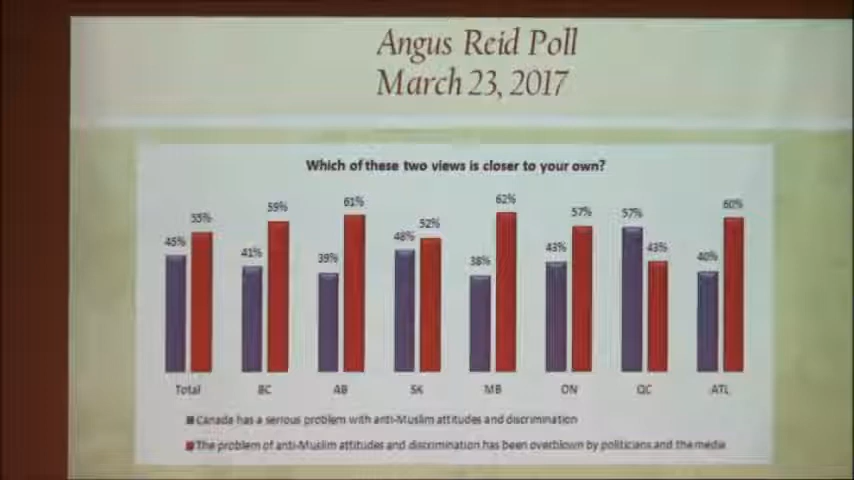 Angus Reid Poll
March 23, 2017
Which of these two views is closer to your own?
45% 55% 41% 59% 39% 61% 48% 52% 38% 62% 43% 57% 57% 43% 40% 60%
Total BC AB SK MB ON QC ATL
Canada has a serious problem with anti-Muslim attitudes and discrimination
The problem of anti-Muslim attitudes and discrimination has been overblown by politicians and the media